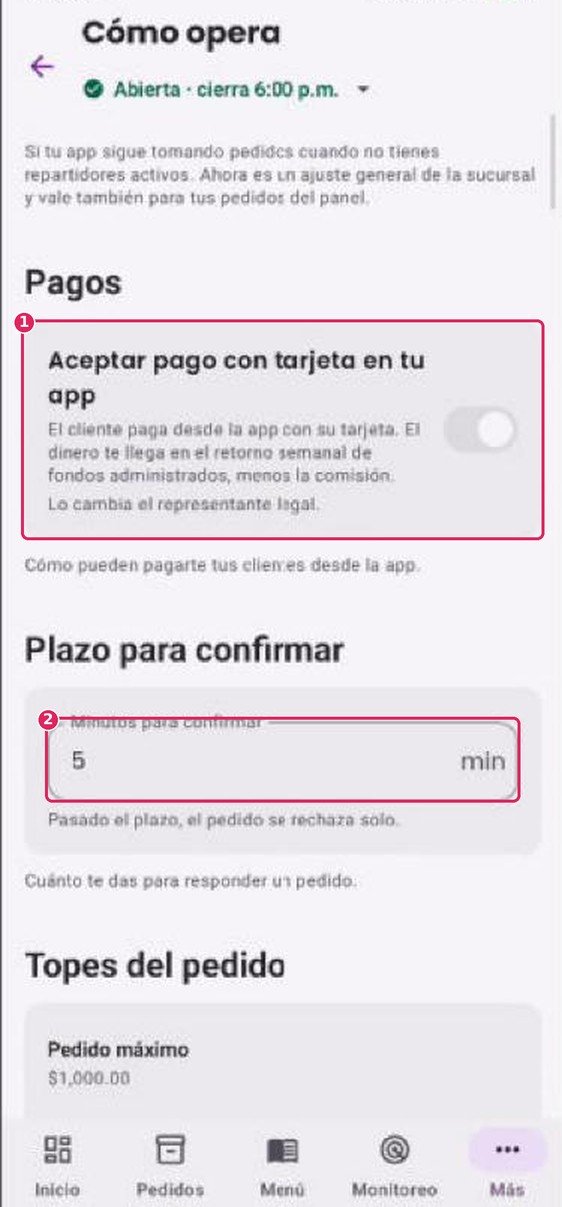 Cómo opera
Abierta · cierra 6:00 p.m.
Si tu app sigue tomando pedidos cuando no tienes
repartidores activos. Ahora es un ajuste general de la sucursal
y vale también para tus pedidos del panel.
Pagos
1
Aceptar pago con tarjeta en tu
app
El cliente paga desde la app con su tarjeta. El
dinero te llega en el retorno semanal de
fondos administrados, menos la comisión.
Lo cambia el representante legal.
Cómo pueden pagarte tus clientes desde la app.
Plazo para confirmar
2
Minutos para confirmar
5 min
Pasado el plazo, el pedido se rechaza solo.
Cuánto te das para responder un pedido.
Topes del pedido
Pedido máximo
$1,000.00
Inicio Pedidos Menú Monitoreo Más